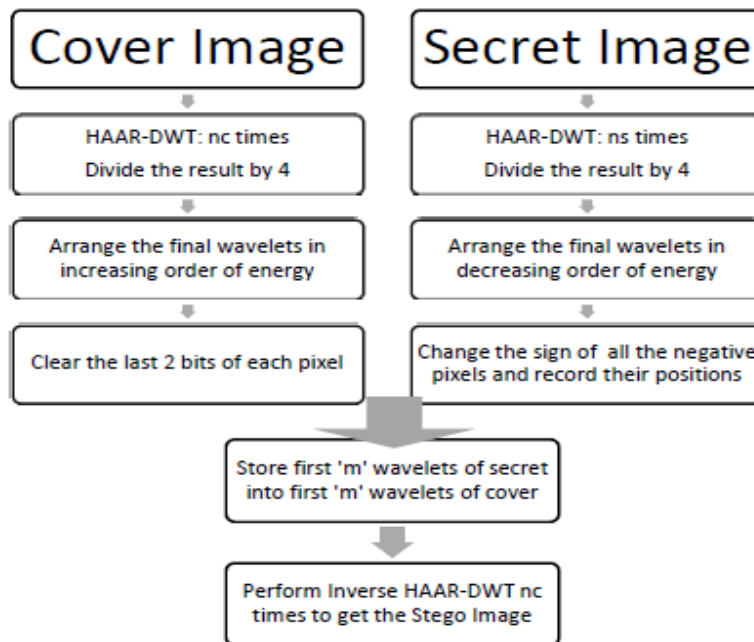 Cover Image
HAAR-DWT: nc times
Divide the result by 4
Arrange the final wavelets in
increasing order of energy
Clear the last 2 bits of each pixel
Secret Image
HAAR-DWT: ns times
Divide the result by 4
Arrange the final wavelets in
decreasing order of energy
Change the sign of all the negative
pixels and record their positions
Store first 'm' wavelets of secret
into first 'm' wavelets of cover
Perform Inverse HAAR-DWT nc
times to get the Stego Image